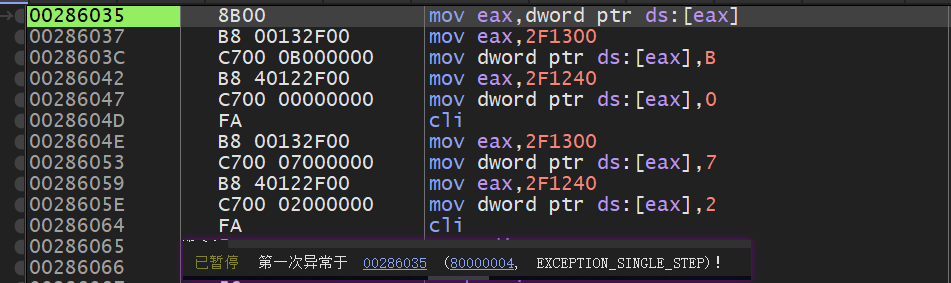 00286035 8B00 mov eax,dword ptr ds:[eax]
00286037 B8 00132F00 mov eax,2F1300
0028603C C700 0B000000 mov dword ptr ds:[eax],B
00286042 B8 40122F00 mov eax,2F1240
00286047 C700 00000000 mov dword ptr ds:[eax],0
0028604D FA cli
0028604E B8 00132F00 mov eax,2F1300
00286053 C700 07000000 mov dword ptr ds:[eax],7
00286059 B8 40122F00 mov eax,2F1240
0028605E C700 02000000 mov dword ptr ds:[eax],2
00286064 FA cli
00286065
00286066
已暂停 第一次异常于 00286035 (80000004, EXCEPTION_SINGLE_STEP)!